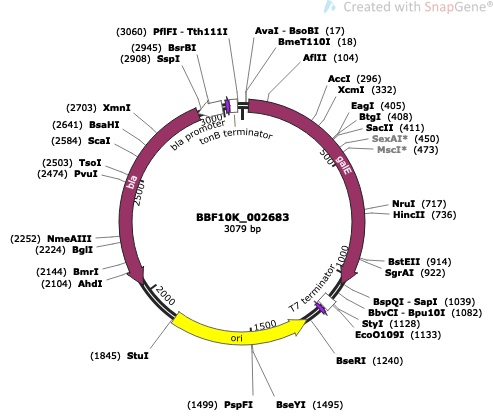 Created with SnapGene®
(3060) PflFI - Tth111I
AvaI - BsoBI (17)
(2945) BsrBI
BmeT110I (18)
(2908) SspI
AflII (104)
AccI (296)
XcmI (332)
(2703) XmnI
EagI (405)
(2641) BsaHI
BtgI (408)
(2584) ScaI
SacII (411)
SexAI* (450)
(2503) TsoI
MscI* (473)
(2474) PvuI
3000
bla promoter
tonB terminator
500
galE
bla
2500
NruI (717)
HincII (736)
BBF10K_002683
3079 bp
(2252) NmeAIII
(2224) BglI
BstEII (914)
SgrAI (922)
(2144) BmrI
(2104) AhdI
1000
T7 terminator
2000
BspQI - SapI (1039)
BbvCI - Bpu10I (1082)
StyI (1128)
EcoO109I (1133)
1500
ori
(1845) StuI
BseRI (1240)
(1499) PspFI
BseYI (1495)